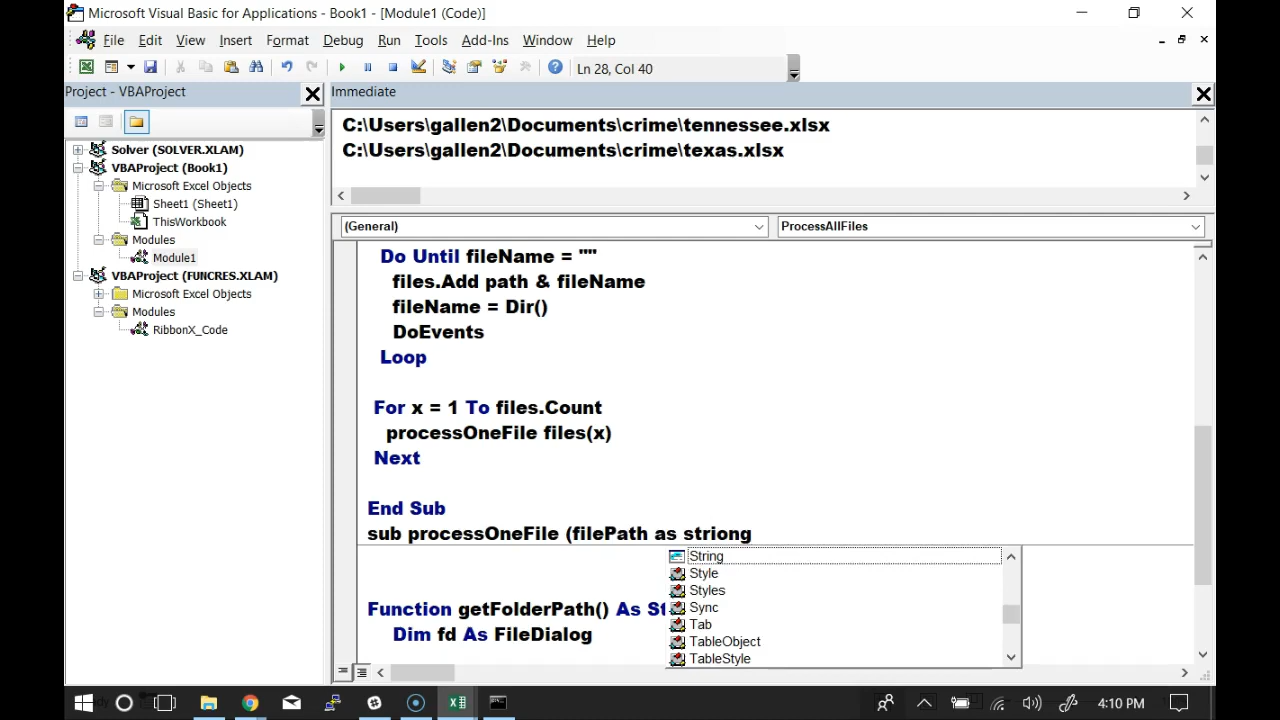 Microsoft Visual Basic for Applications - Book1 - [Module1 (Code)]
File Edit View Insert Format Debug Run Tools Add-Ins Window Help
Ln 28, Col 40
Project - VBAProject
Solver (SOLVER.XLAM)
VBAProject (Book1)
Microsoft Excel Objects
Sheet1 (Sheet1)
ThisWorkbook
Modules
Module1
VBAProject (FUNCRES.XLAM)
Microsoft Excel Objects
Modules
RibbonX_Code
Immediate
C:\Users\gallen2\Documents\crime\tennessee.xlsx
C:\Users\gallen2\Documents\crime\texas.xlsx
(General) ProcessAllFiles
Do Until fileName = ""
files.Add path & fileName
fileName = Dir()
DoEvents
Loop
For x = 1 To files.Count
processOneFile files(x)
Next
End Sub
sub processOneFile (filePath as striong
String
Style
Styles
Sync
Tab
TableObject
TableStyle
Function getFolderPath() As St
Dim fd As FileDialog
4:10 PM